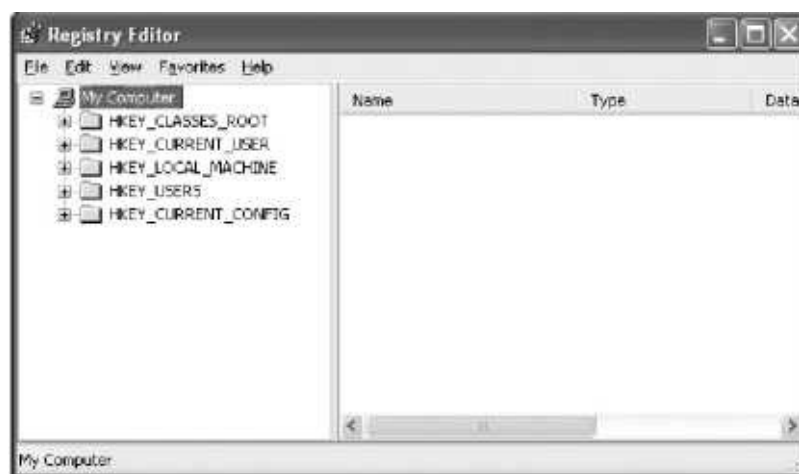 Registry Editor
File Edit View Favorites Help
My Computer
Name Type Data
HKEY_CLASSES_ROOT
HKEY_CURRENT_USER
HKEY_LOCAL_MACHINE
HKEY_USERS
HKEY_CURRENT_CONFIG
My Computer